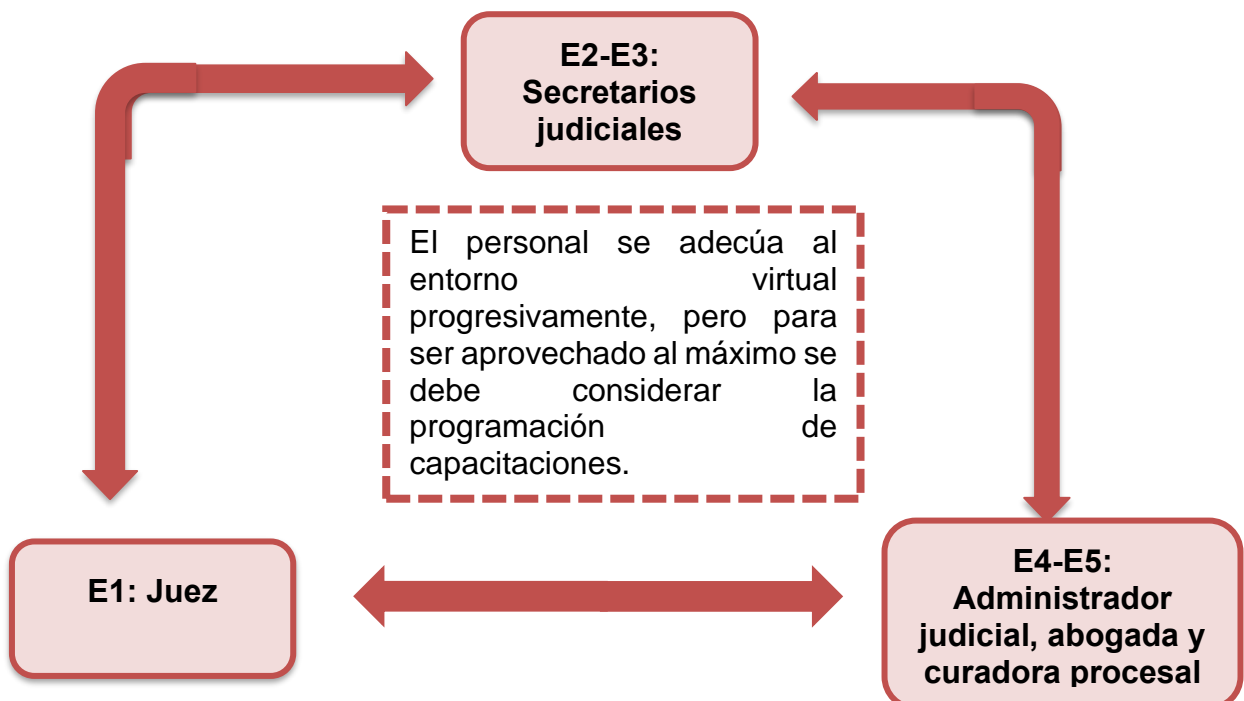 E2-E3:
Secretarios
judiciales
El personal se adecúa al
entorno virtual
progresivamente, pero para
ser aprovechado al máximo se
debe considerar la
programación de
capacitaciones.
E1: Juez
E4-E5:
Administrador
judicial, abogada y
curadora procesal